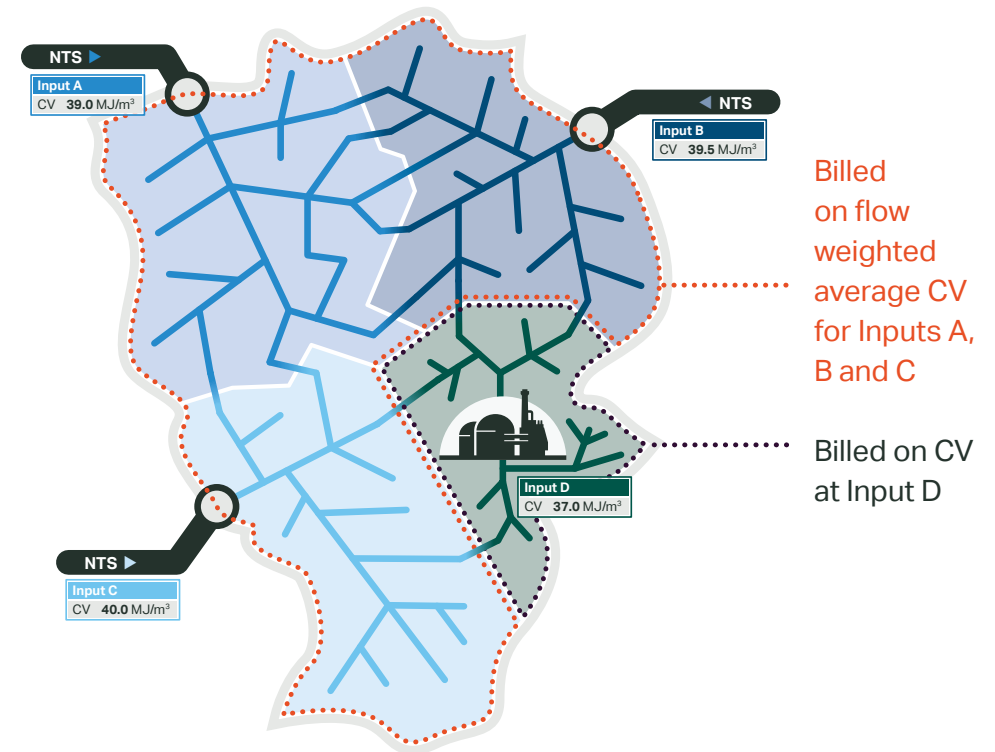 NTS
Input A
CV 39.0 MJ/m³
NTS
Input B
CV 39.5 MJ/m³
Billed
on flow
weighted
average CV
for Inputs A,
B and C
Billed on CV
at Input D
Input D
CV 37.0 MJ/m³
NTS
Input C
CV 40.0 MJ/m³